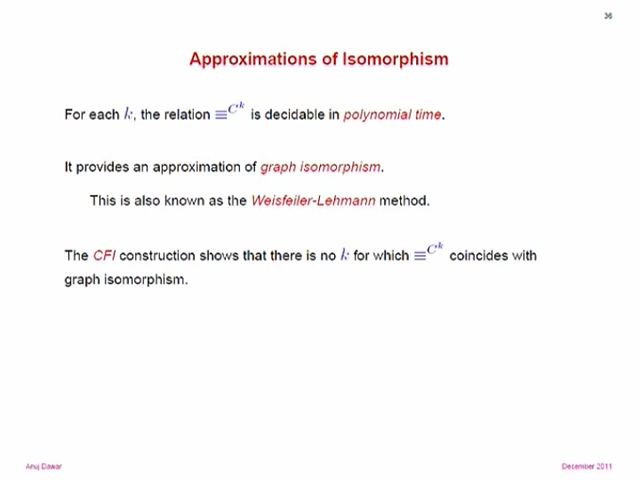 36
Approximations of Isomorphism
For each k, the relation ≡^{C^k} is decidable in polynomial time.
It provides an approximation of graph isomorphism.
This is also known as the Weisfeiler-Lehmann method.
The CFI construction shows that there is no k for which ≡^{C^k} coincides with
graph isomorphism.
Anuj Dawar
December 2011